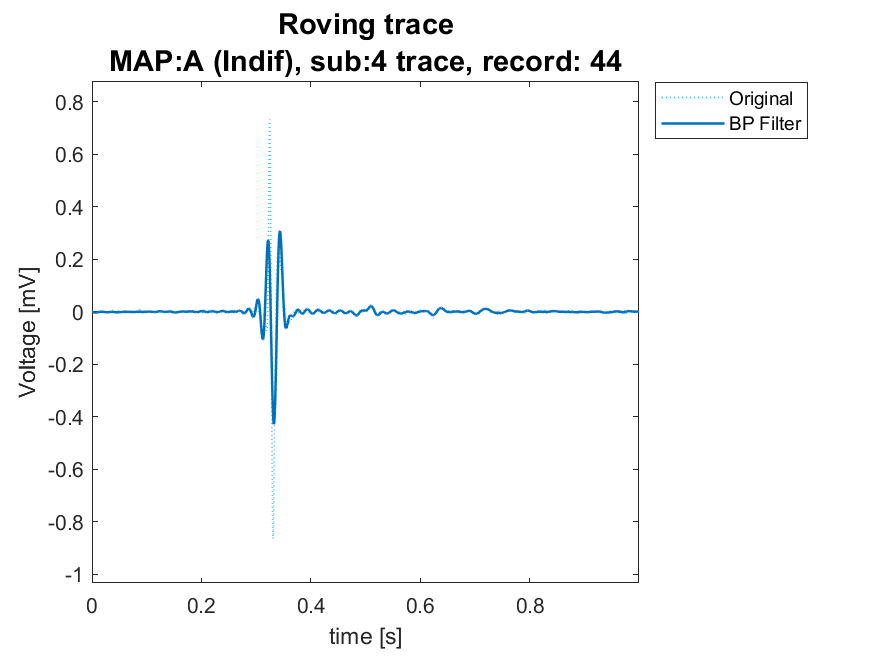 Roving trace
MAP:A (Indif), sub:4 trace, record: 44
Original
BP Filter
0.8
0.6
0.4
0.2
0
-0.2
-0.4
-0.6
-0.8
-1
Voltage [mV]
0
0.2
0.4
0.6
0.8
time [s]